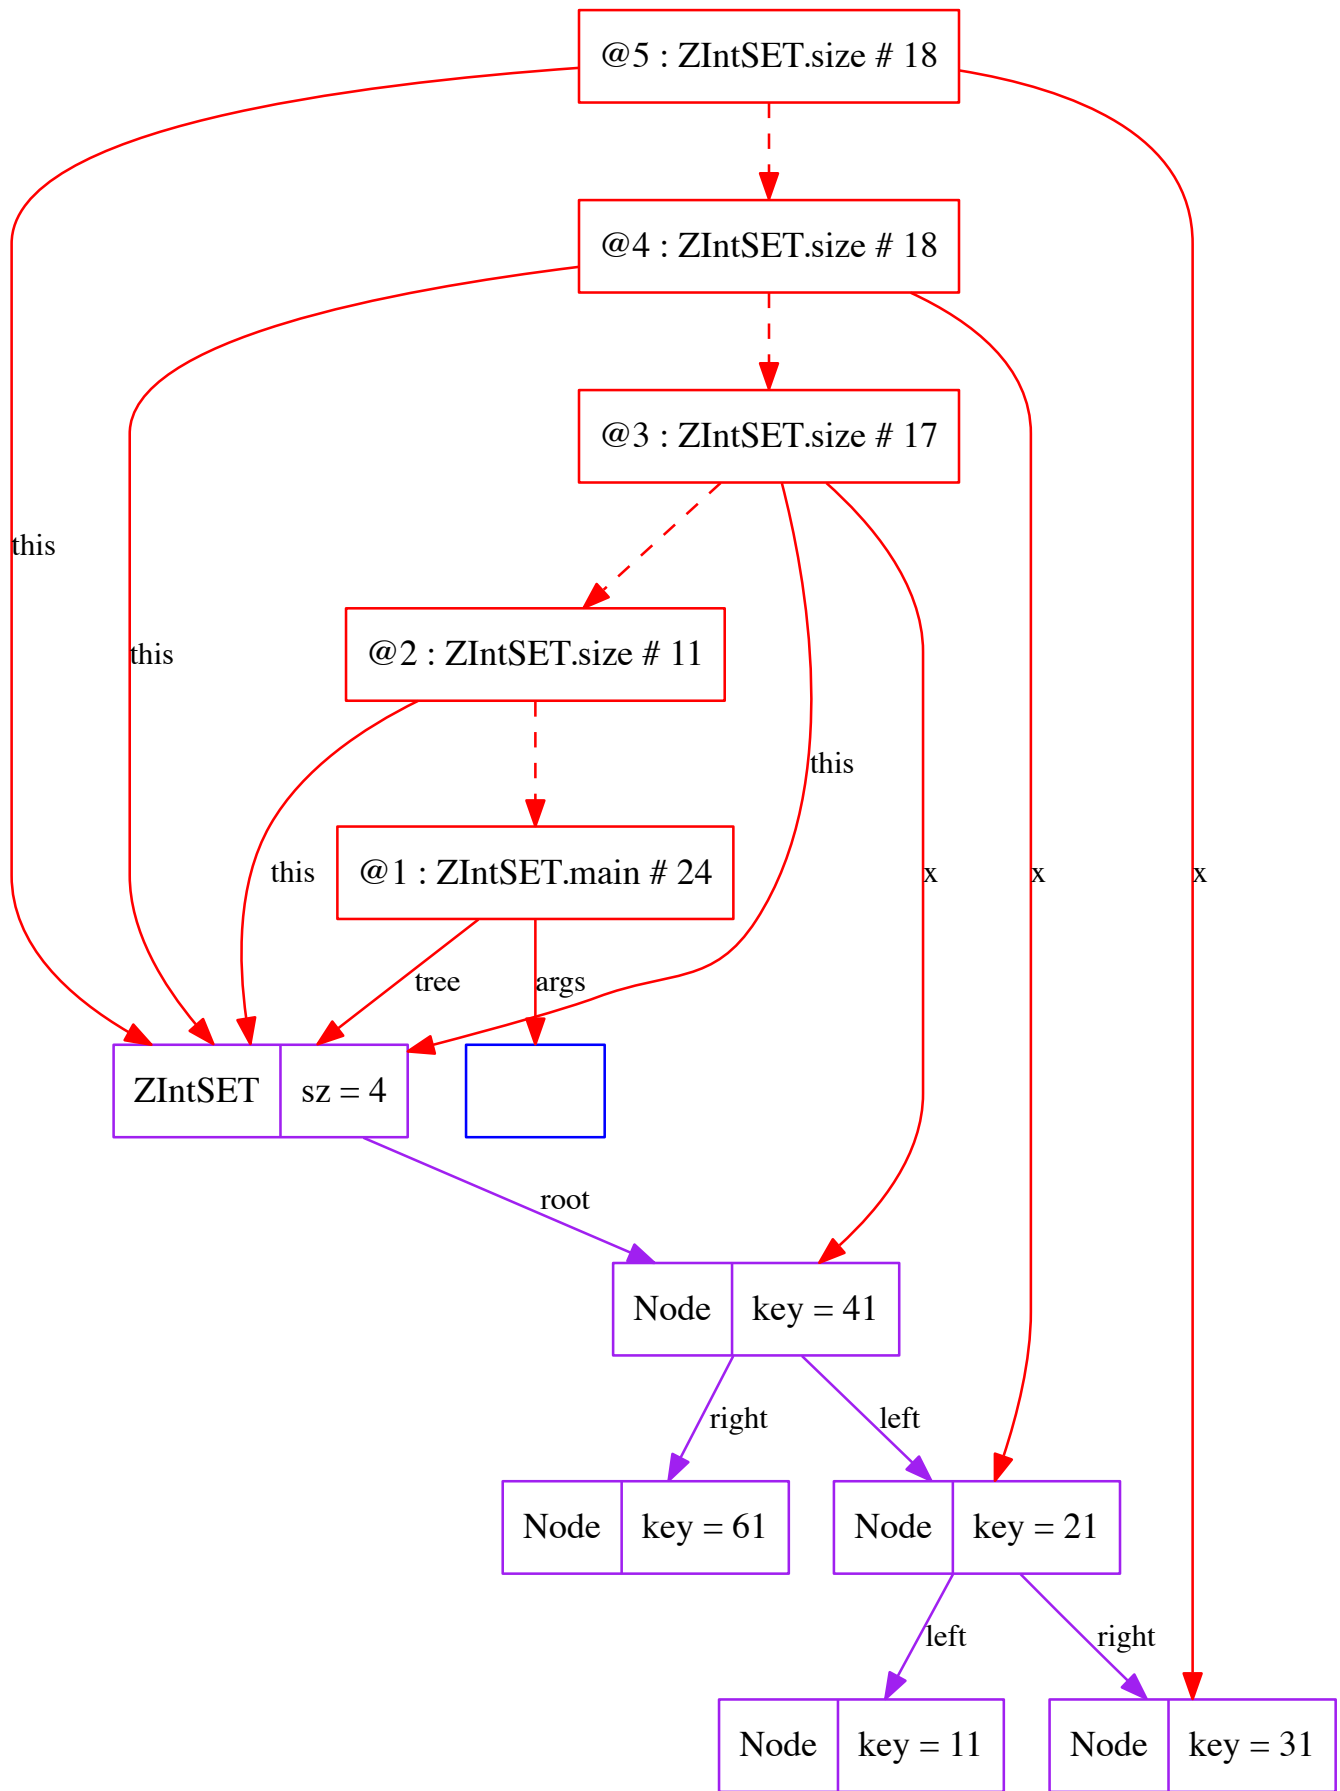 @5 : ZIntSET.size # 18
@4 : ZIntSET.size # 18
@3 : ZIntSET.size # 17
this
@2 : ZIntSET.size # 11
this
this
@1 : ZIntSET.main # 24
this
x
x
x
tree
args
ZIntSET
sz = 4
root
Node
key = 41
right
left
Node
key = 61
Node
key = 21
left
right
Node
key = 11
Node
key = 31